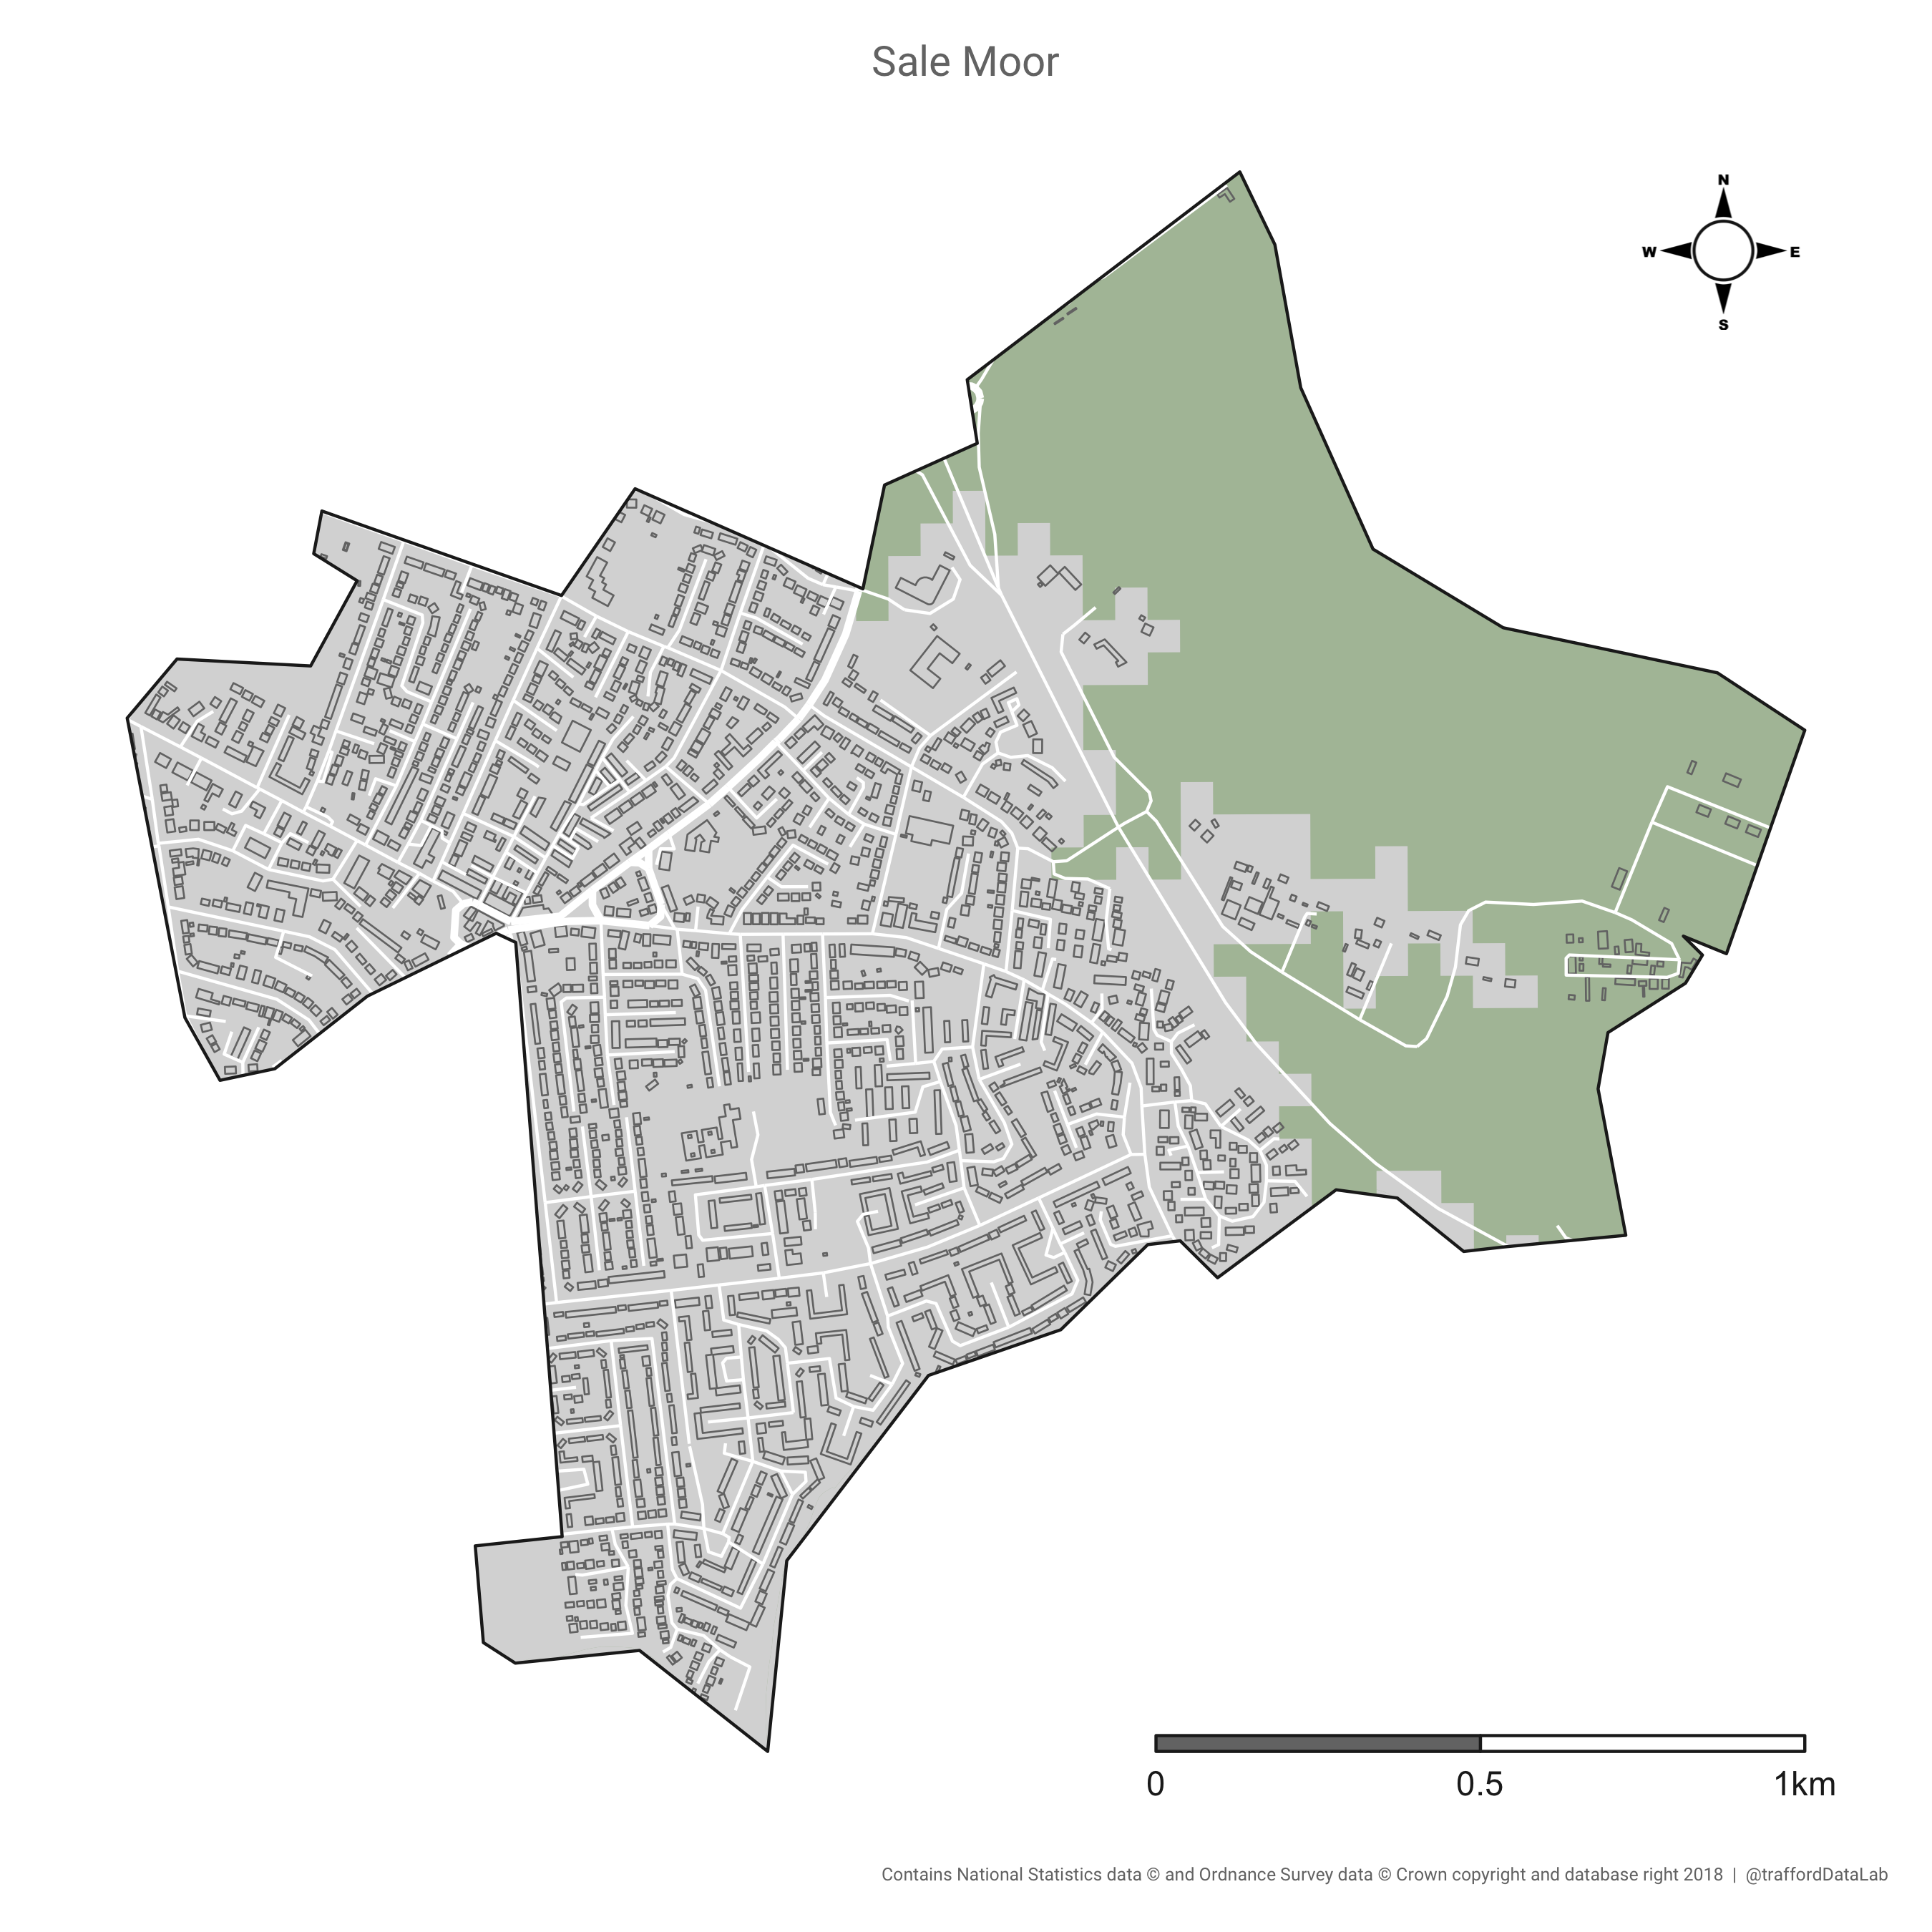 Sale Moor
N
W E
S
0 0.5 1km
Contains National Statistics data © and Ordnance Survey data © Crown copyright and database right 2018 | @traffordDataLab